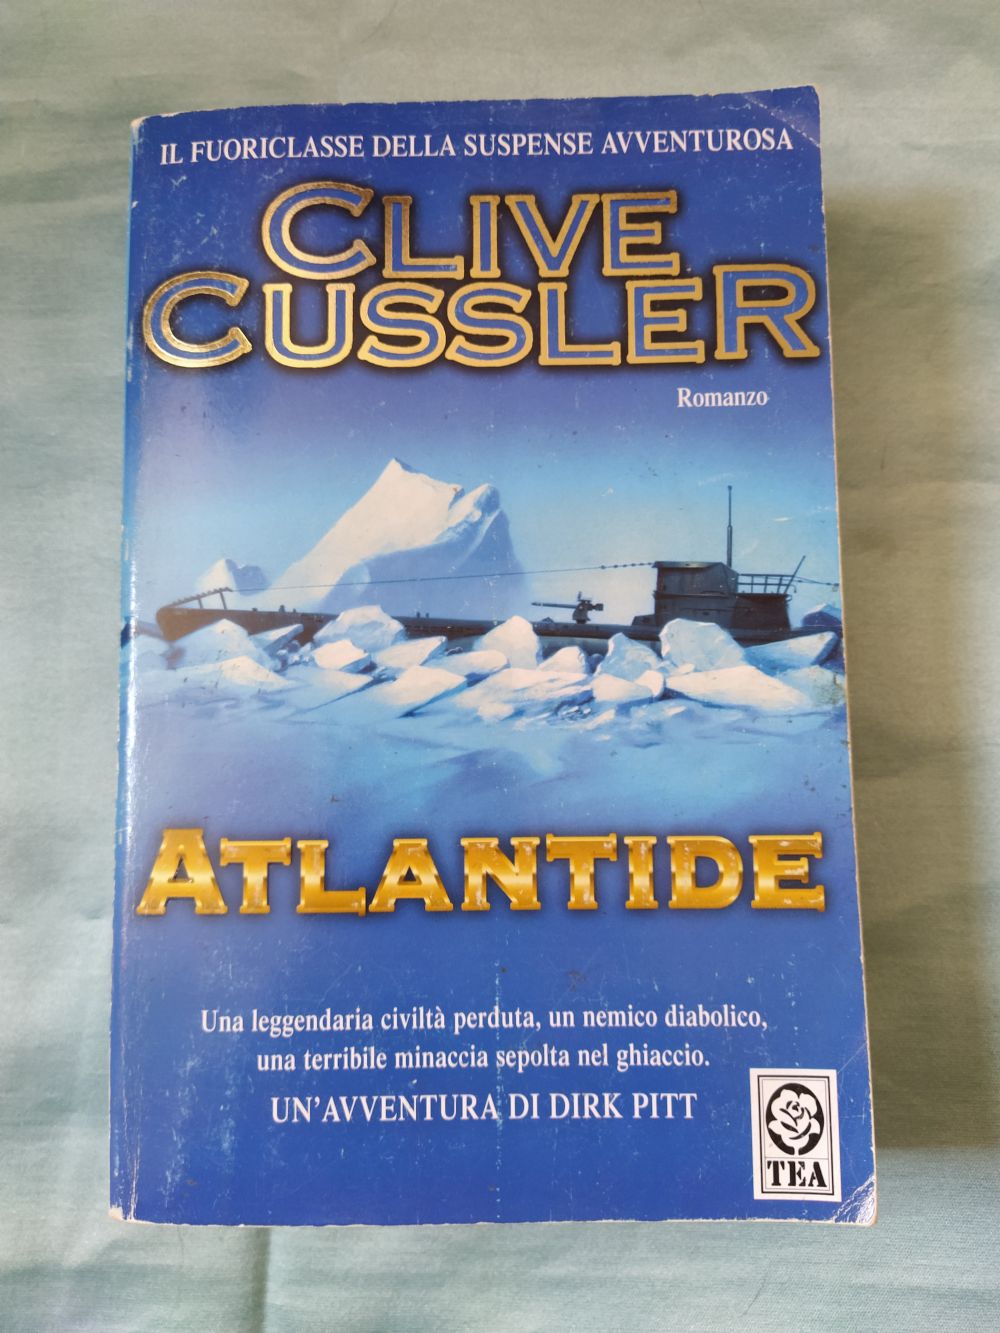 IL FUORICLASSE DELLA SUSPENSE AVVENTUROSA
CLIVE
CUSSLER
Romanzo
ATLANTIDE
Una leggendaria civiltà perduta, un nemico diabolico,
una terribile minaccia sepolta nel ghiaccio.
UN'AVVENTURA DI DIRK PITT
TEA